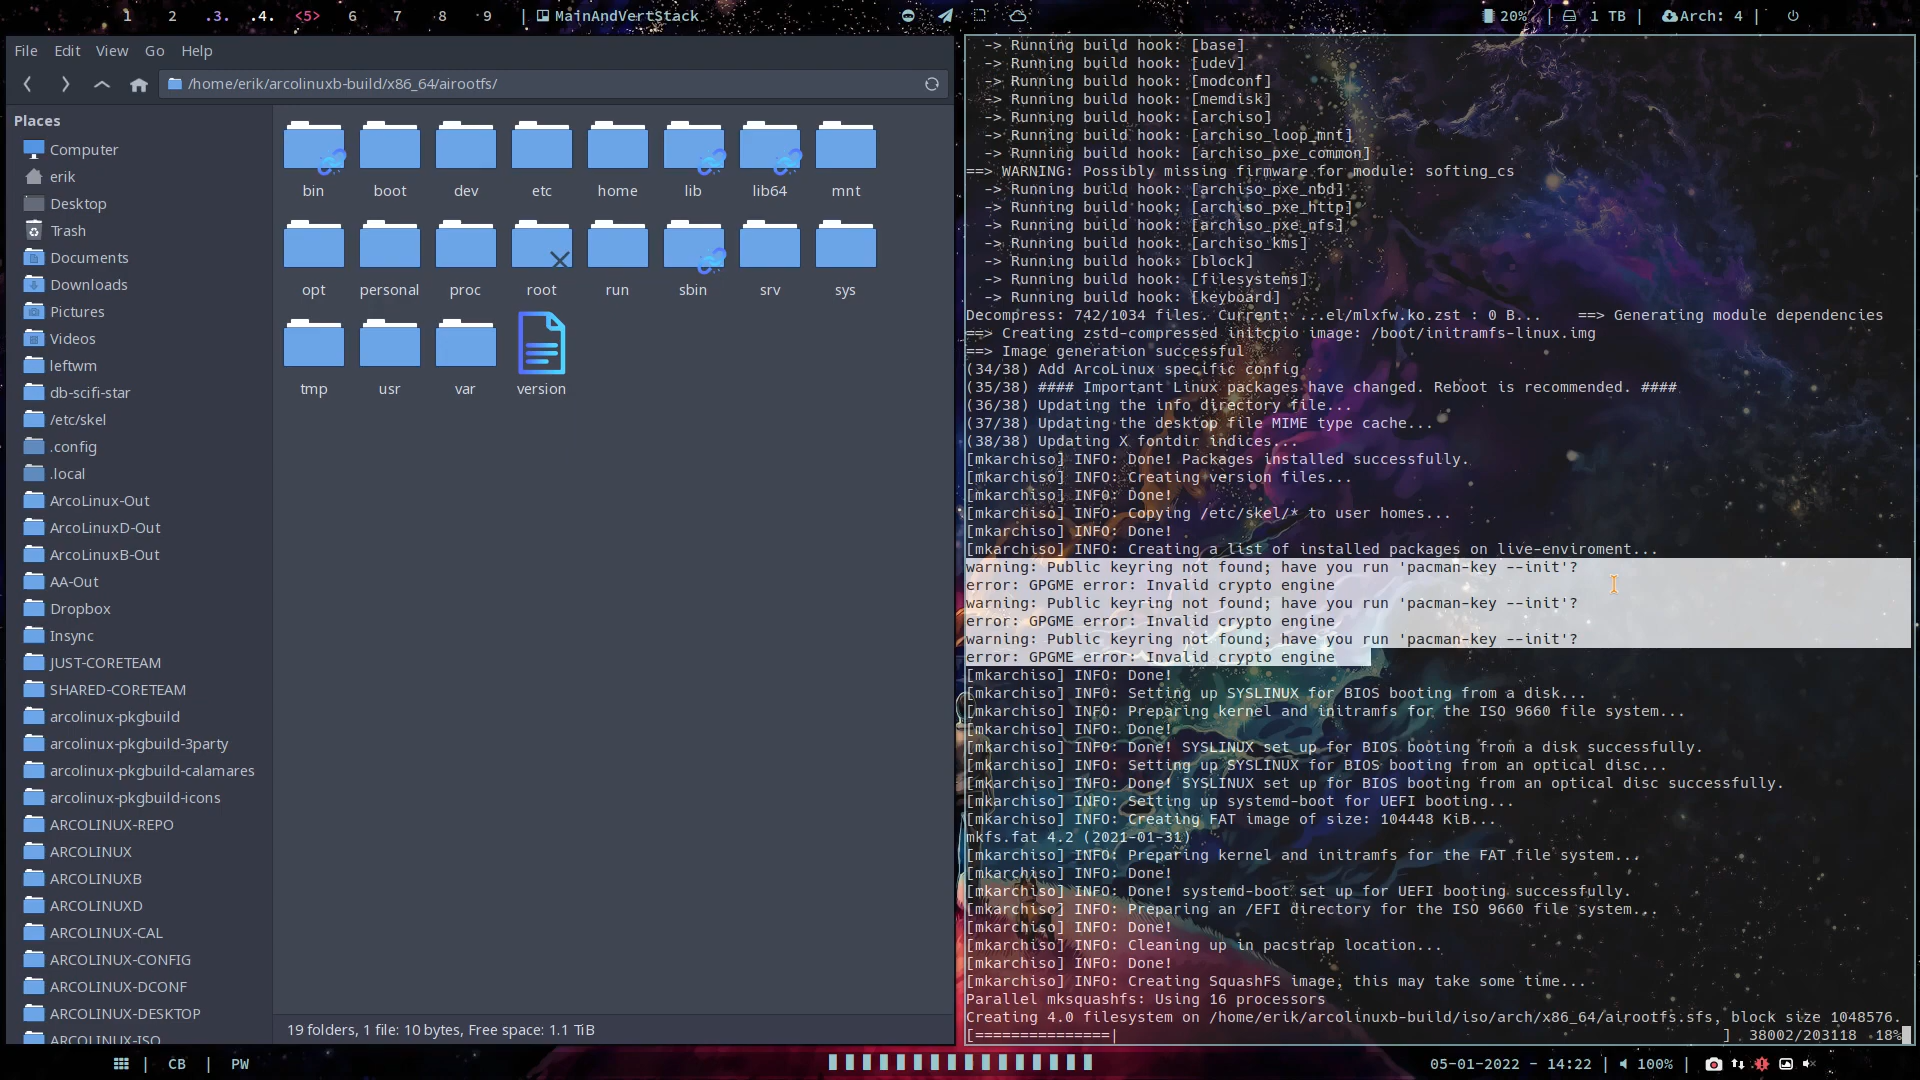 1 2 .3. .4. <5> 6 7 8 9 | MainAndVertStack
20% | 1 TB | Arch: 4 |
File Edit View Go Help
/home/erik/arcolinuxb-build/x86_64/airootfs/
Places
Computer
erik
Desktop
Trash
Documents
Downloads
Pictures
Videos
leftwm
db-scifi-star
/etc/skel
.config
.local
ArcoLinux-Out
ArcoLinuxD-Out
ArcoLinuxB-Out
AA-Out
Dropbox
Insync
JUST-CORETEAM
SHARED-CORETEAM
arcolinux-pkgbuild
arcolinux-pkgbuild-3party
arcolinux-pkgbuild-calamares
arcolinux-pkgbuild-icons
ARCOLINUX-REPO
ARCOLINUX
ARCOLINUXB
ARCOLINUXD
ARCOLINUX-CAL
ARCOLINUX-CONFIG
ARCOLINUX-DCONF
ARCOLINUX-DESKTOP
ARCOLINUX-ISO
bin boot dev etc home lib lib64 mnt
opt personal proc root run sbin srv sys
tmp usr var version
19 folders, 1 file: 10 bytes, Free space: 1.1 TiB
-> Running build hook: [base]
-> Running build hook: [udev]
-> Running build hook: [modconf]
-> Running build hook: [memdisk]
-> Running build hook: [archiso]
-> Running build hook: [archiso_loop_mnt]
-> Running build hook: [archiso_pxe_common]
==> WARNING: Possibly missing firmware for module: softing_cs
-> Running build hook: [archiso_pxe_nbd]
-> Running build hook: [archiso_pxe_http]
-> Running build hook: [archiso_pxe_nfs]
-> Running build hook: [archiso_kms]
-> Running build hook: [block]
-> Running build hook: [filesystems]
-> Running build hook: [keyboard]
Decompress: 742/1034 files. Current: ...el/mlxfw.ko.zst : 0 B... ==> Generating module dependencies
==> Creating zstd-compressed initcpio image: /boot/initramfs-linux.img
==> Image generation successful
(34/38) Add ArcoLinux specific config
(35/38) #### Important Linux packages have changed. Reboot is recommended. ####
(36/38) Updating the info directory file...
(37/38) Updating the desktop file MIME type cache...
(38/38) Updating X fontdir indices...
[mkarchiso] INFO: Done! Packages installed successfully.
[mkarchiso] INFO: Creating version files...
[mkarchiso] INFO: Done!
[mkarchiso] INFO: Copying /etc/skel/* to user homes...
[mkarchiso] INFO: Done!
[mkarchiso] INFO: Creating a list of installed packages on live-enviroment...
warning: Public keyring not found; have you run 'pacman-key --init'?
error: GPGME error: Invalid crypto engine
warning: Public keyring not found; have you run 'pacman-key --init'?
error: GPGME error: Invalid crypto engine
warning: Public keyring not found; have you run 'pacman-key --init'?
error: GPGME error: Invalid crypto engine
[mkarchiso] INFO: Done!
[mkarchiso] INFO: Setting up SYSLINUX for BIOS booting from a disk...
[mkarchiso] INFO: Preparing kernel and initramfs for the ISO 9660 file system...
[mkarchiso] INFO: Done!
[mkarchiso] INFO: Done! SYSLINUX set up for BIOS booting from a disk successfully.
[mkarchiso] INFO: Setting up SYSLINUX for BIOS booting from an optical disc...
[mkarchiso] INFO: Done! SYSLINUX set up for BIOS booting from an optical disc successfully.
[mkarchiso] INFO: Setting up systemd-boot for UEFI booting...
[mkarchiso] INFO: Creating FAT image of size: 104448 KiB...
mkfs.fat 4.2 (2021-01-31)
[mkarchiso] INFO: Preparing kernel and initramfs for the FAT file system...
[mkarchiso] INFO: Done!
[mkarchiso] INFO: Done! systemd-boot set up for UEFI booting successfully.
[mkarchiso] INFO: Preparing an /EFI directory for the ISO 9660 file system...
[mkarchiso] INFO: Done!
[mkarchiso] INFO: Cleaning up in pacstrap location...
[mkarchiso] INFO: Done!
[mkarchiso] INFO: Creating SquashFS image, this may take some time...
Parallel mksquashfs: Using 16 processors
Creating 4.0 filesystem on /home/erik/arcolinuxb-build/iso/arch/x86_64/airootfs.sfs, block size 1048576.
[===============| ] 38002/203118 18%
| CB | PW
05-01-2022 - 14:22 | 100% |